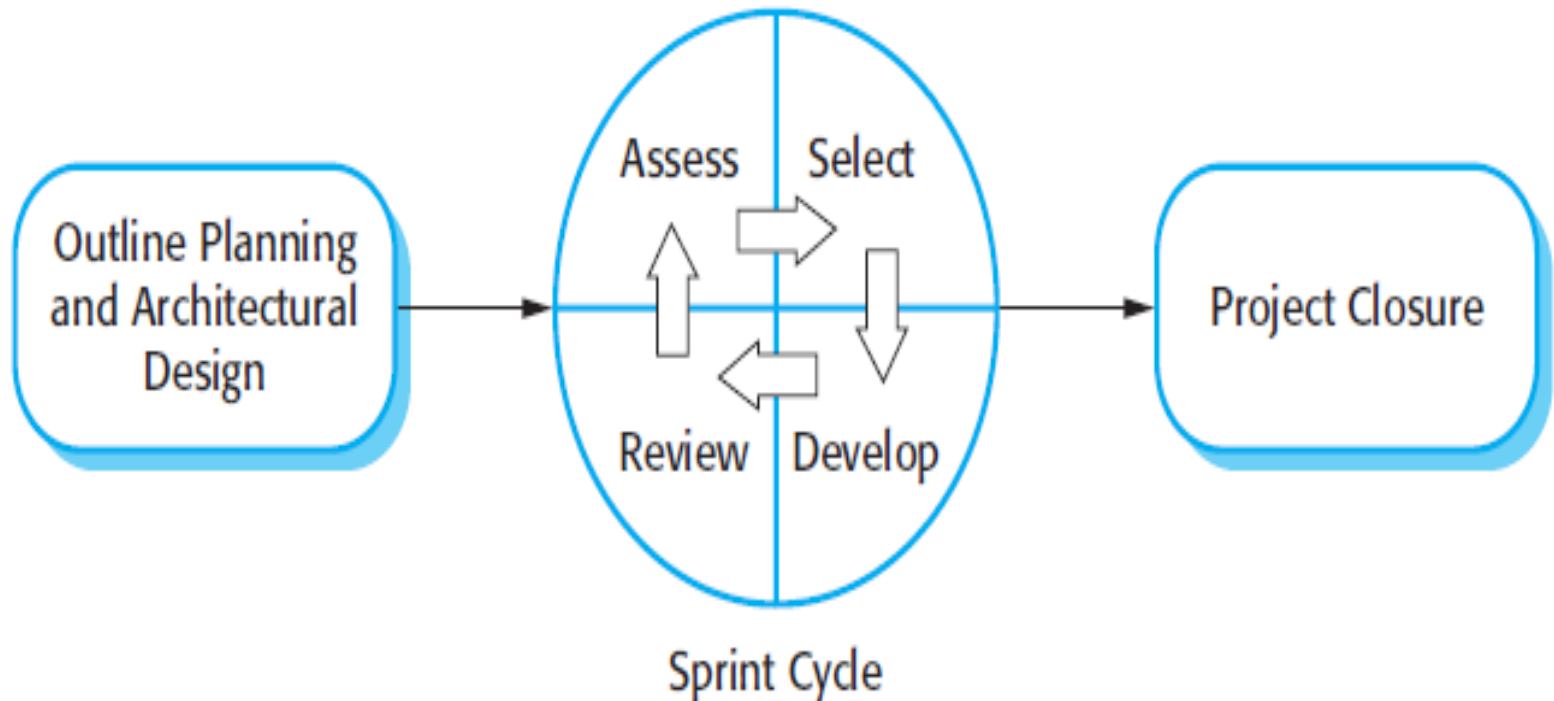 Outline Planning
and Architectural
Design
Assess
Select
Review
Develop
Sprint Cycle
Project Closure